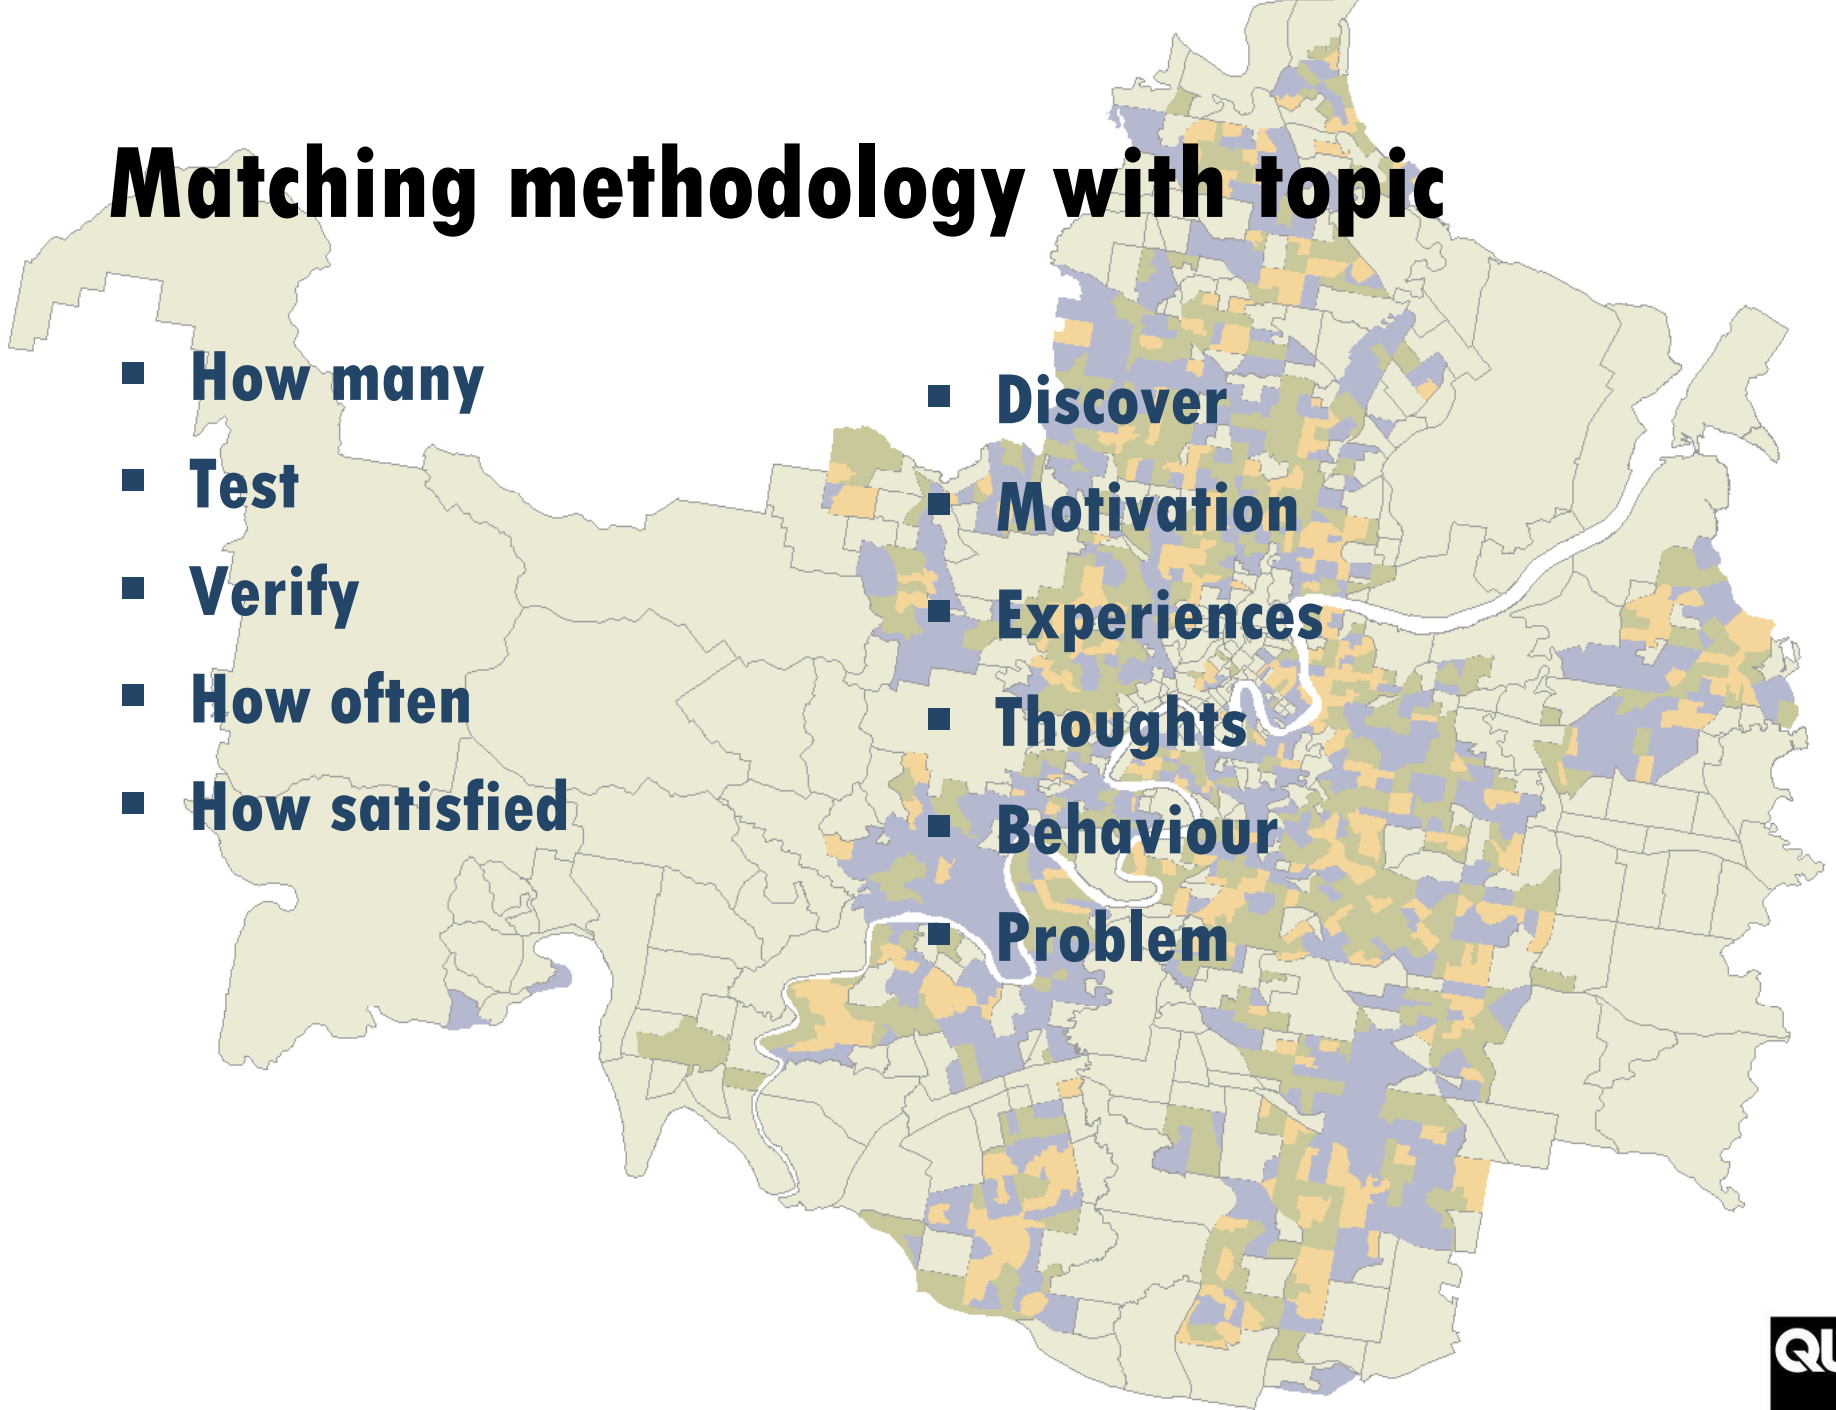 Matching methodology with topic
▪ How many
▪ Test
▪ Verify
▪ How often
▪ How satisfied
▪ Discover
▪ Motivation
▪ Experiences
▪ Thoughts
▪ Behaviour
▪ Problem